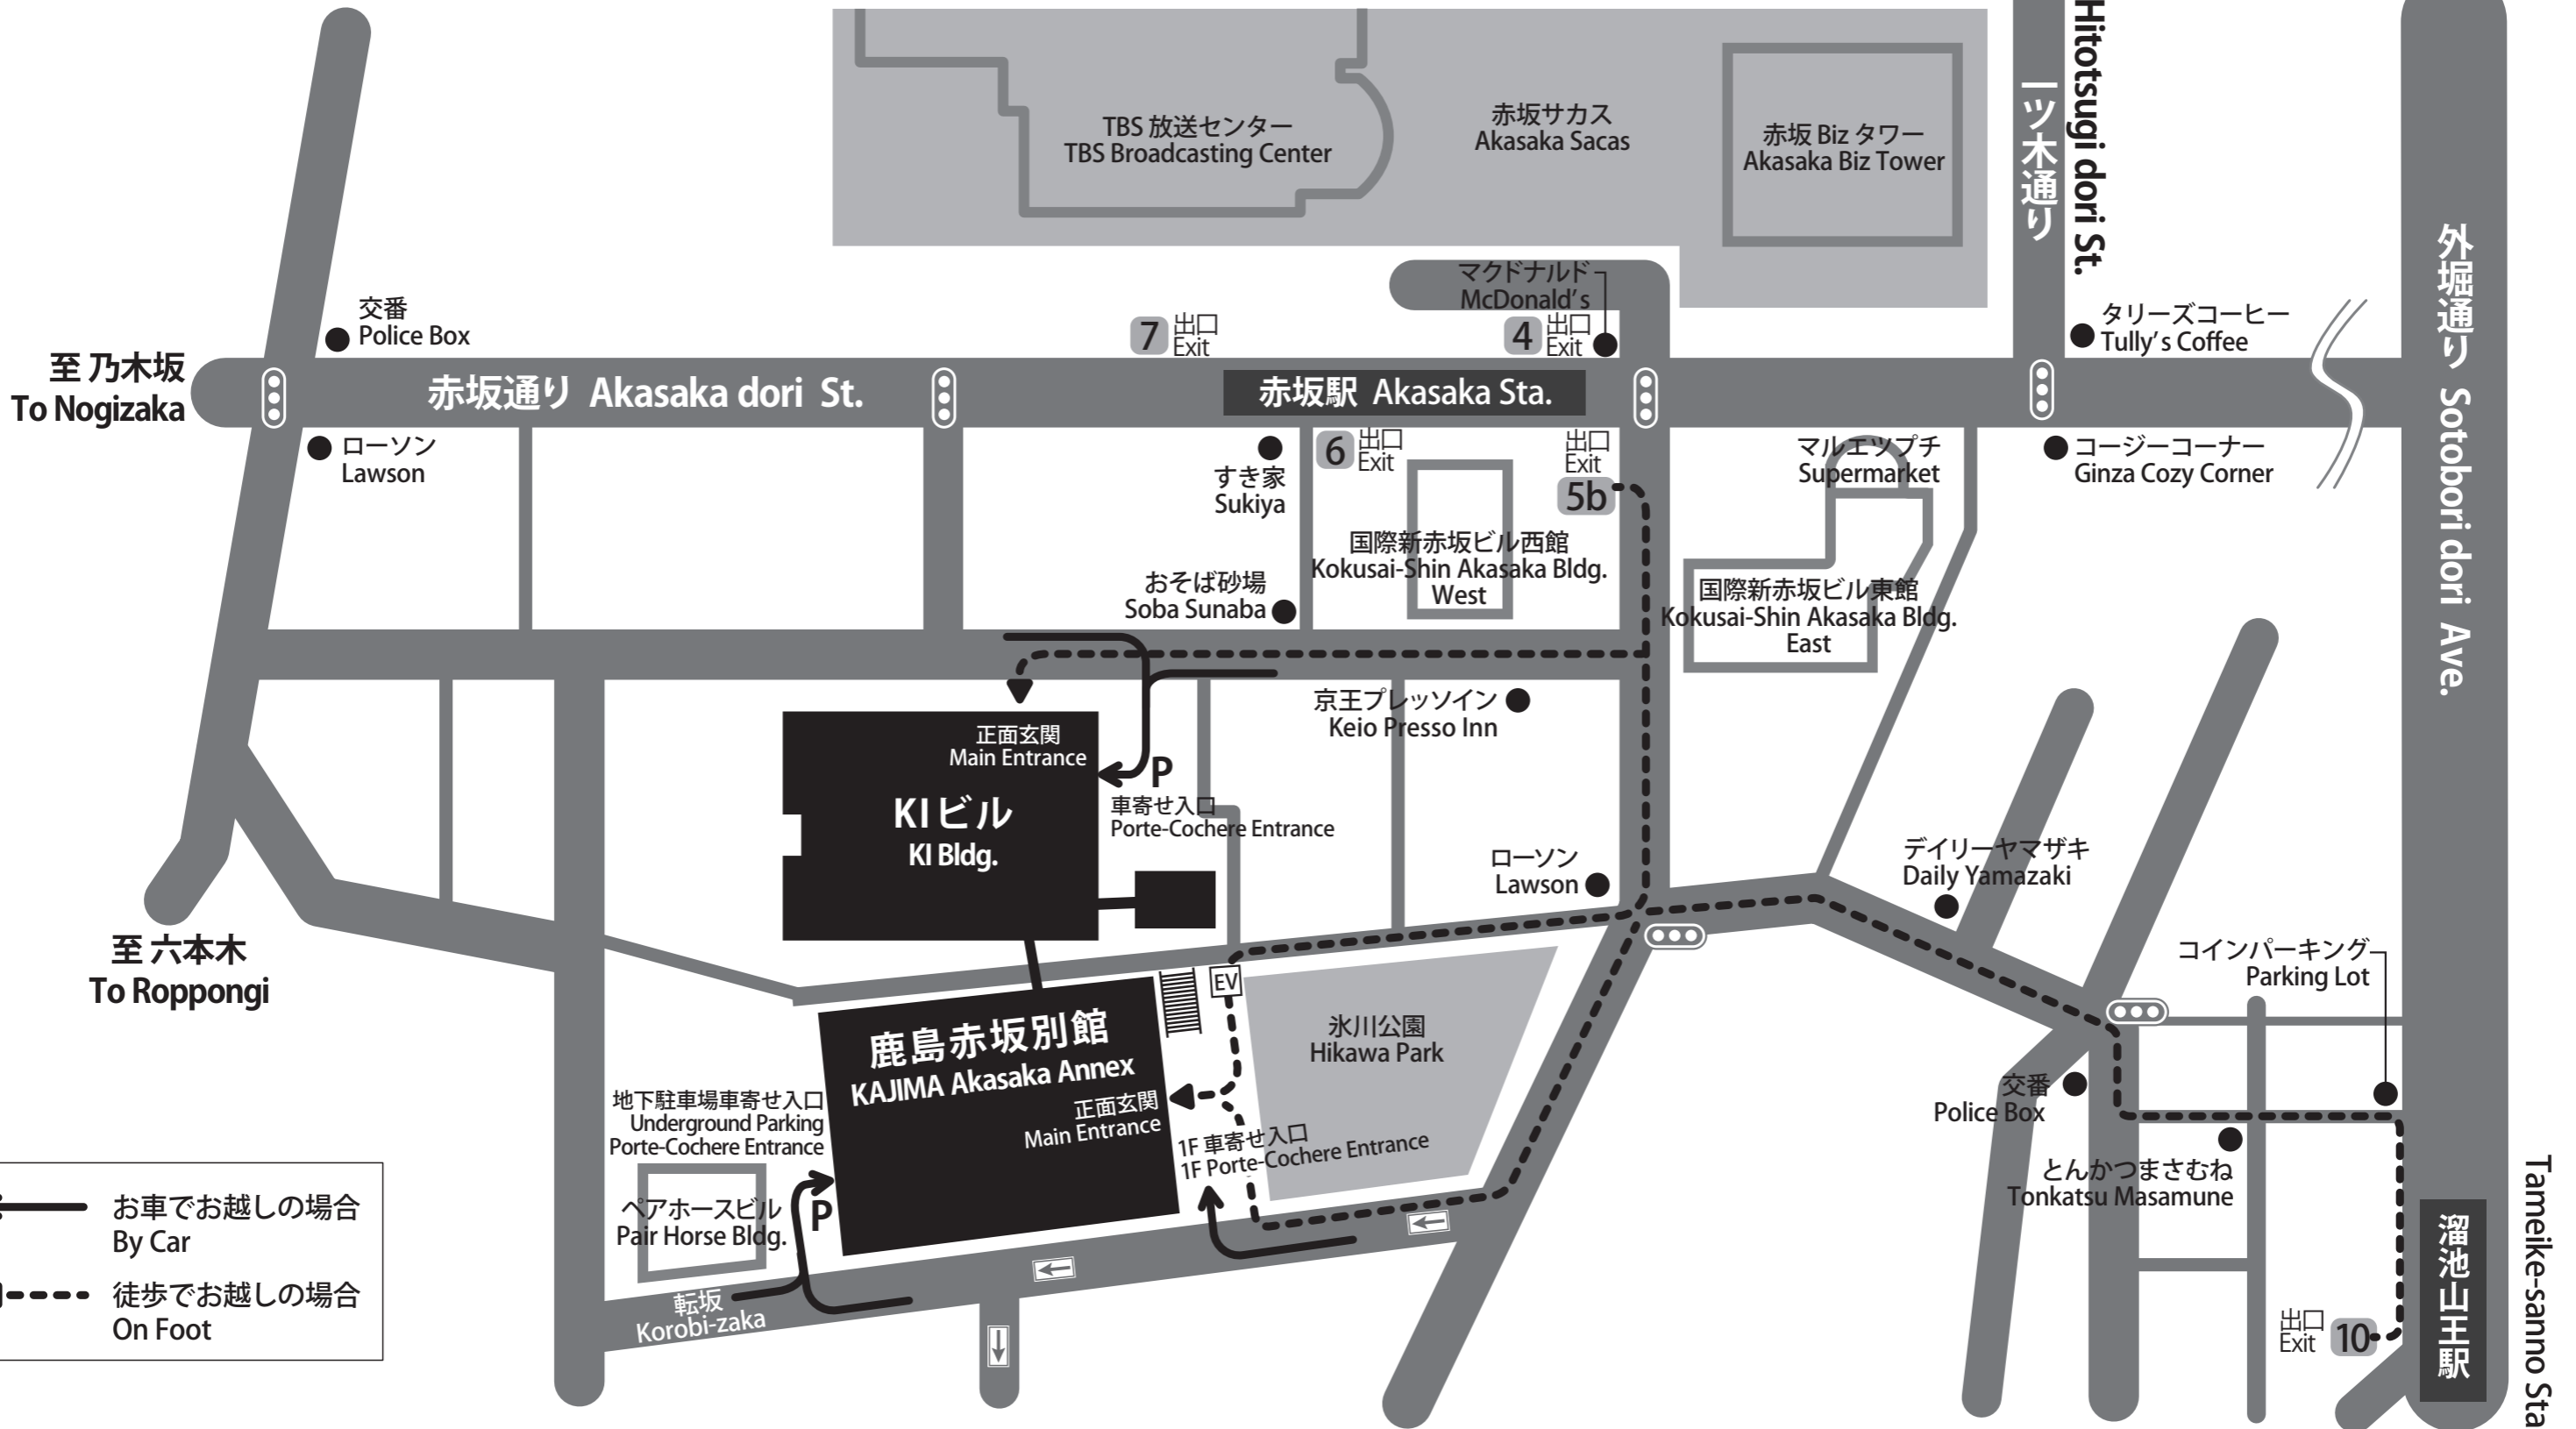 TBS 放送センター
TBS Broadcasting Center
赤坂サカス
Akasaka Sacas
赤坂 Biz タワー
Akasaka Biz Tower
一ツ木通り
Hitotsugi dori St.
外堀通り Sotobori dori Ave.
マクドナルド
McDonald's
タリーズコーヒー
Tully's Coffee
交番
Police Box
7 出口
Exit
4 出口
Exit
至 乃木坂
To Nogizaka
赤坂通り Akasaka dori St.
赤坂駅 Akasaka Sta.
ローソン
Lawson
すき家
Sukiya
6 出口
Exit
出口
Exit
5b
マルエツプチ
Supermarket
コージーコーナー
Ginza Cozy Corner
国際新赤坂ビル西館
Kokusai-Shin Akasaka Bldg.
West
おそば砂場
Soba Sunaba
国際新赤坂ビル東館
Kokusai-Shin Akasaka Bldg.
East
京王プレッソイン
Keio Presso Inn
正面玄関
Main Entrance
P
車寄せ入口
Porte-Cochere Entrance
KIビル
KI Bldg.
ローソン
Lawson
デイリーヤマザキ
Daily Yamazaki
至 六本木
To Roppongi
コインパーキング
Parking Lot
EV
氷川公園
Hikawa Park
鹿島赤坂別館
KAJIMA Akasaka Annex
正面玄関
Main Entrance
地下駐車場車寄せ入口
Underground Parking
Porte-Cochere Entrance
1F 車寄せ入口
1F Porte-Cochere Entrance
交番
Police Box
とんかつまさむね
Tonkatsu Masamune
ペアホースビル
Pair Horse Bldg.
P
転坂
Korobi-zaka
出口
Exit
10
溜池山王駅
Tameike-sanno Sta
お車でお越しの場合
By Car
徒歩でお越しの場合
On Foot